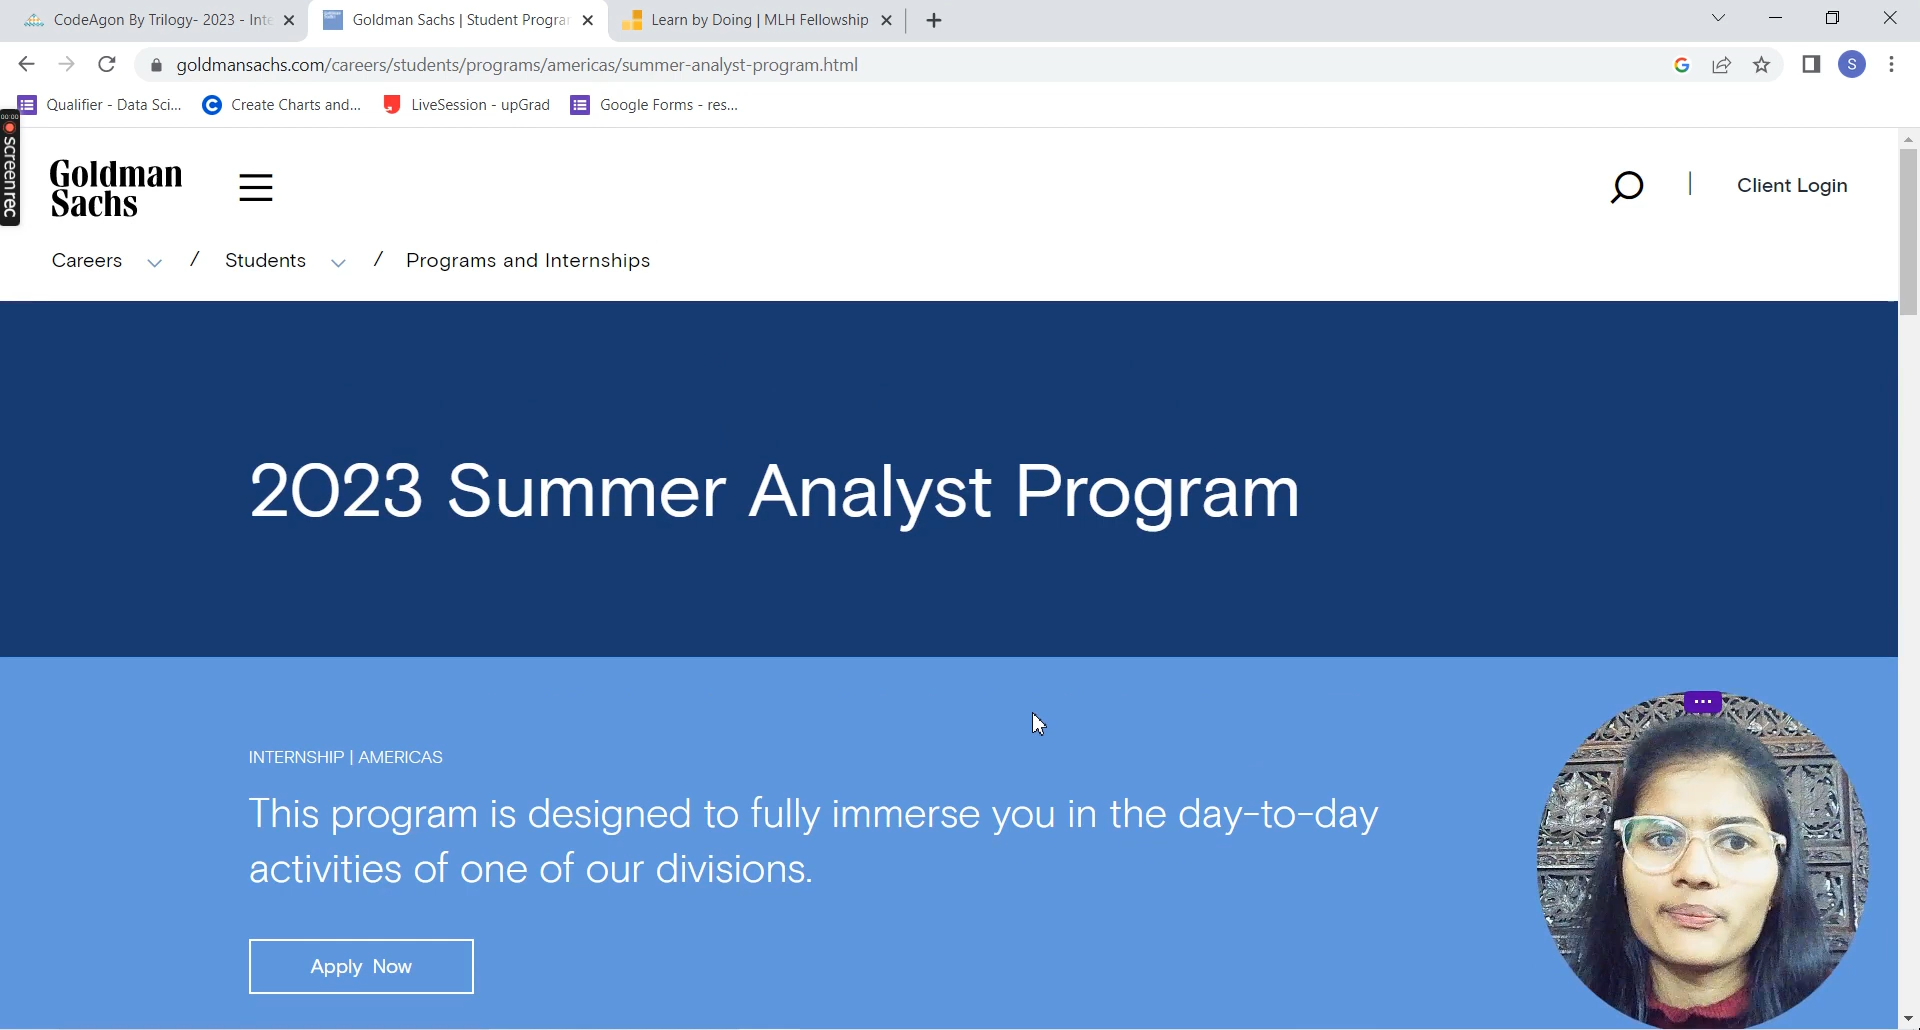 CodeAgon By Trilogy- 2023 - Inte
Goldman Sachs | Student Progra
Learn by Doing | MLH Fellowship
goldmansachs.com/careers/students/programs/americas/summer-analyst-program.html
S
Qualifier - Data Sci...
Create Charts and...
LiveSession - upGrad
Google Forms - res...
00:00
screenrec
Goldman
Sachs
Client Login
Careers / Students / Programs and Internships
2023 Summer Analyst Program
INTERNSHIP | AMERICAS
This program is designed to fully immerse you in the day-to-day
activities of one of our divisions.
Apply Now